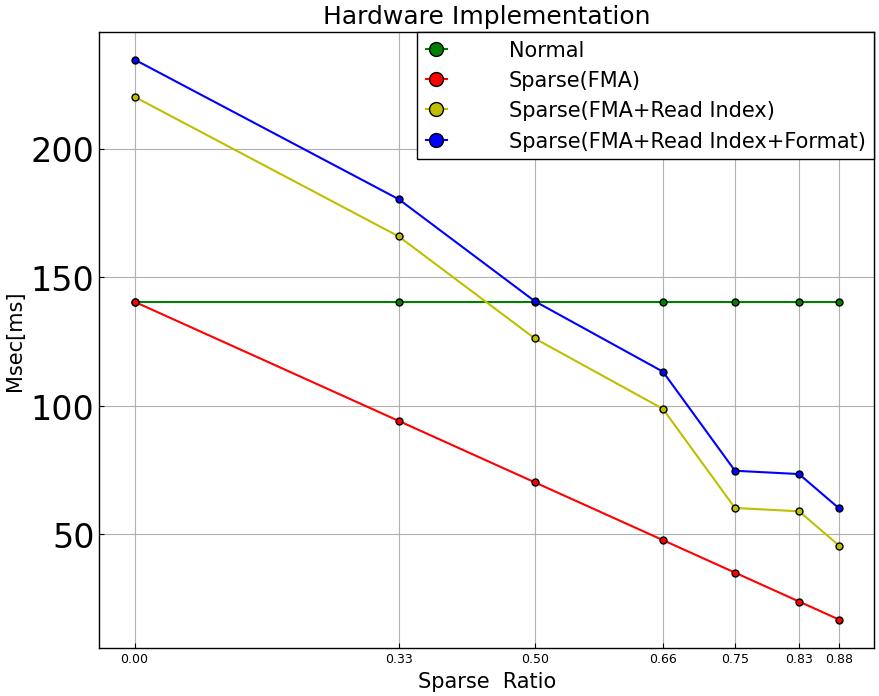 Hardware Implementation
Normal
Sparse(FMA)
Sparse(FMA+Read Index)
Sparse(FMA+Read Index+Format)
200
150
100
50
Msec[ms]
0.00 0.33 0.50 0.66 0.75 0.83 0.88
Sparse Ratio